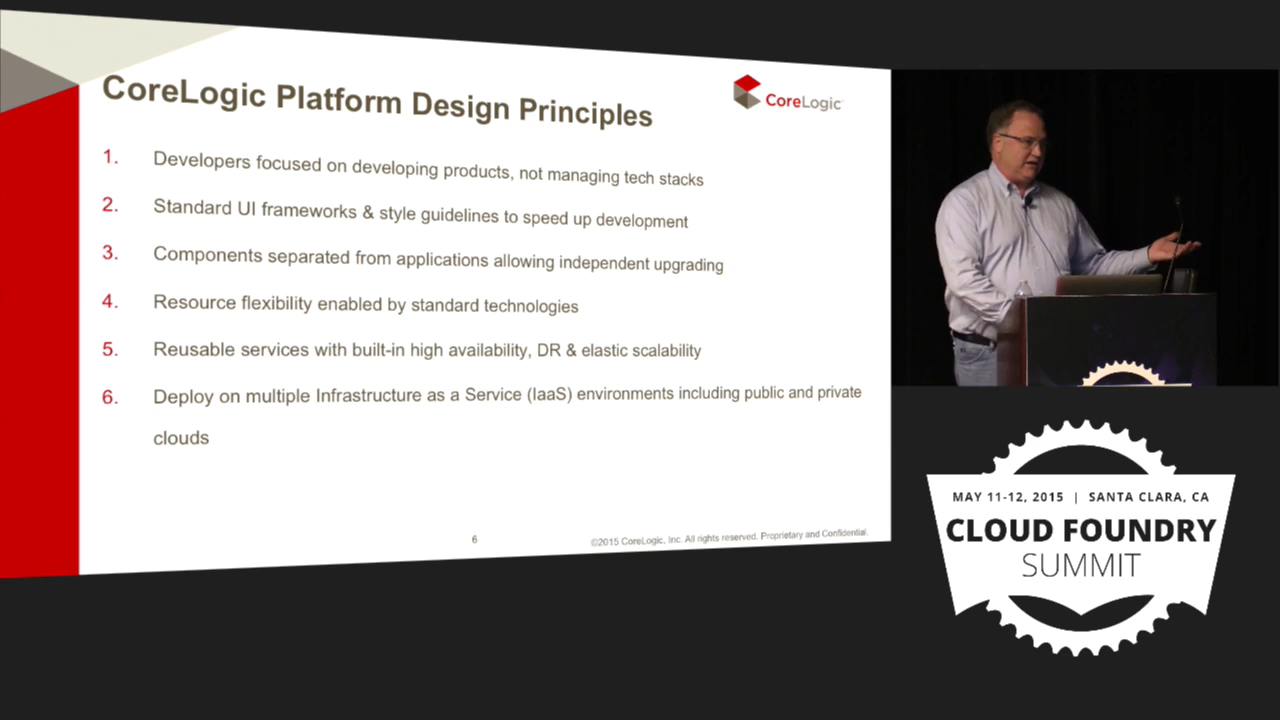 CoreLogic Platform Design Principles
CoreLogic
1. Developers focused on developing products, not managing tech stacks
2. Standard UI frameworks & style guidelines to speed up development
3. Components separated from applications allowing independent upgrading
4. Resource flexibility enabled by standard technologies
5. Reusable services with built-in high availability, DR & elastic scalability
6. Deploy on multiple Infrastructure as a Service (IaaS) environments including public and private
clouds
6
©2015 CoreLogic, Inc. All rights reserved. Proprietary and Confidential.
MAY 11-12, 2015 | SANTA CLARA, CA
CLOUD FOUNDRY
SUMMIT